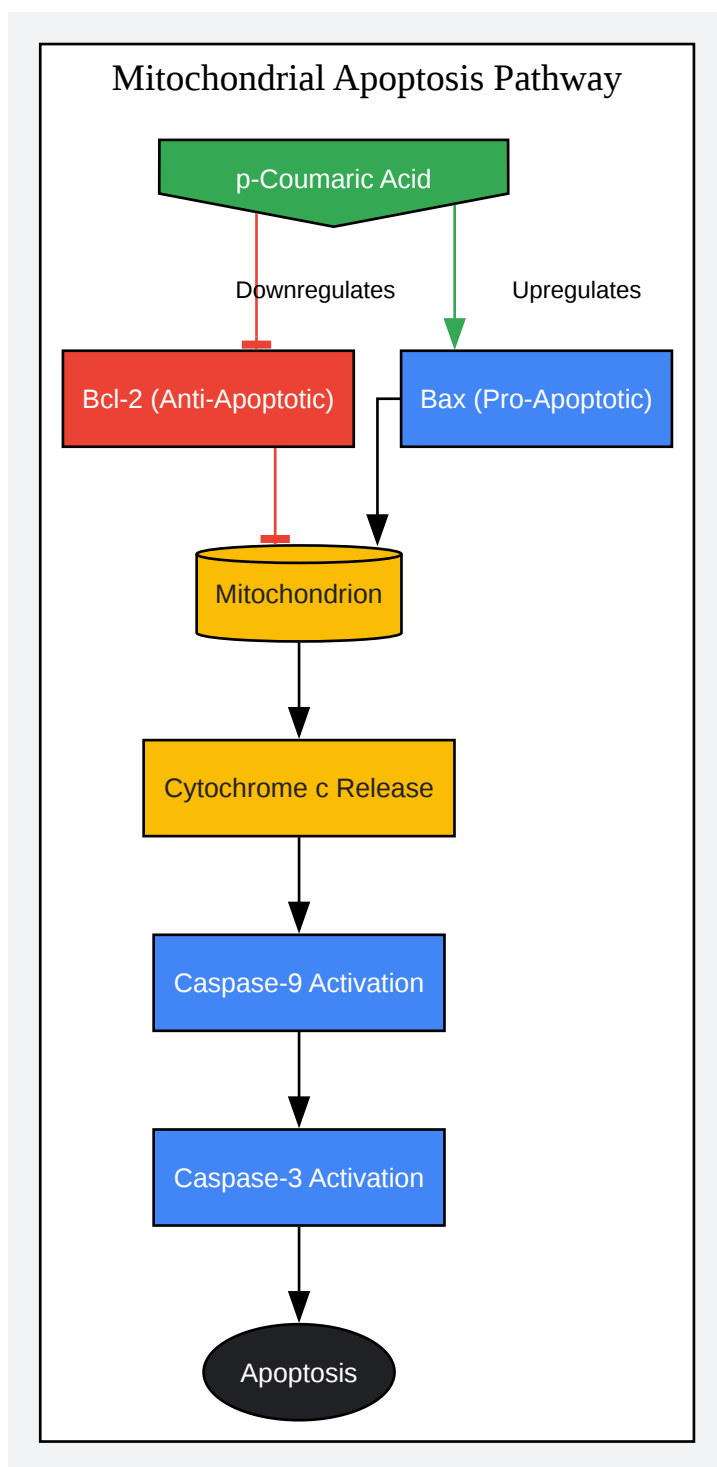 Mitochondrial Apoptosis Pathway
p-Coumaric Acid
Downregulates
Upregulates
Bcl-2 (Anti-Apoptotic)
Bax (Pro-Apoptotic)
Mitochondrion
Cytochrome c Release
Caspase-9 Activation
Caspase-3 Activation
Apoptosis